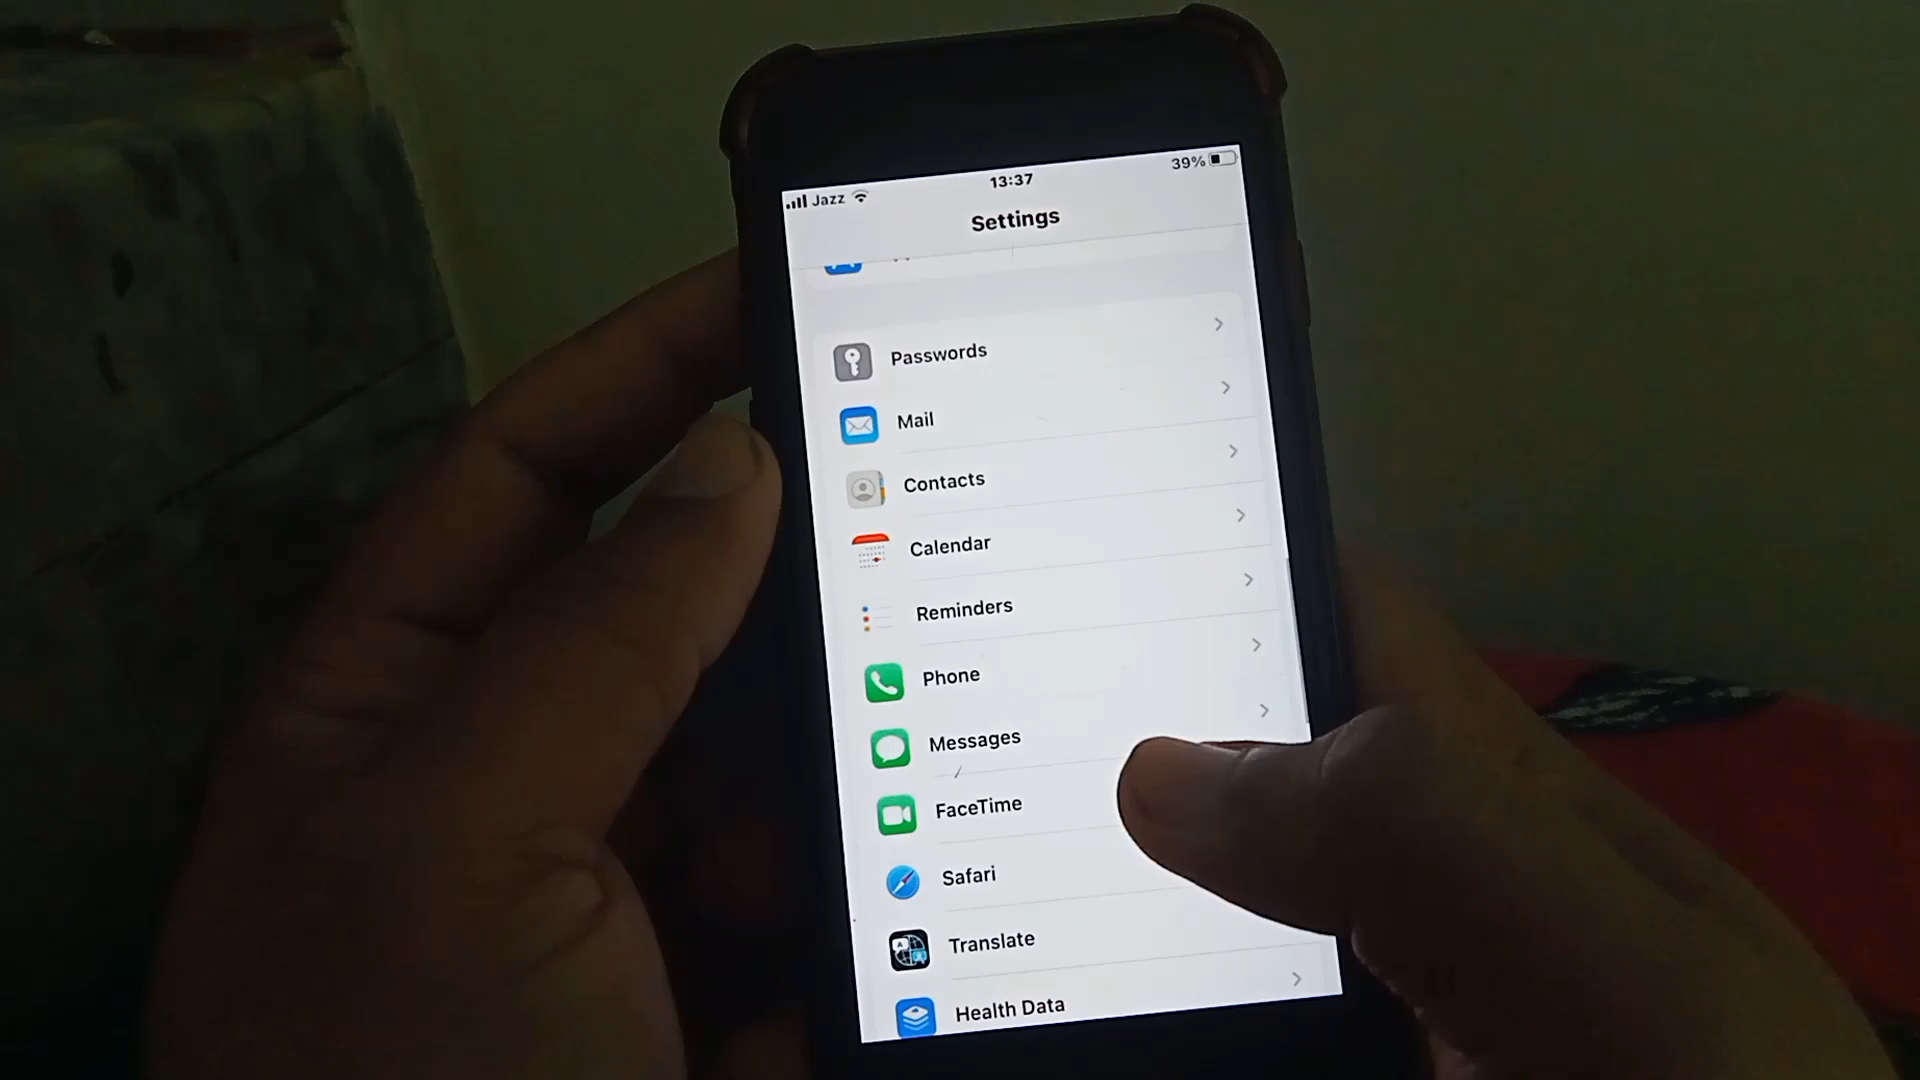 Jazz
13:37
39%
Settings
Passwords
Mail
Contacts
Calendar
Reminders
Phone
Messages
FaceTime
Safari
Translate
Health Data